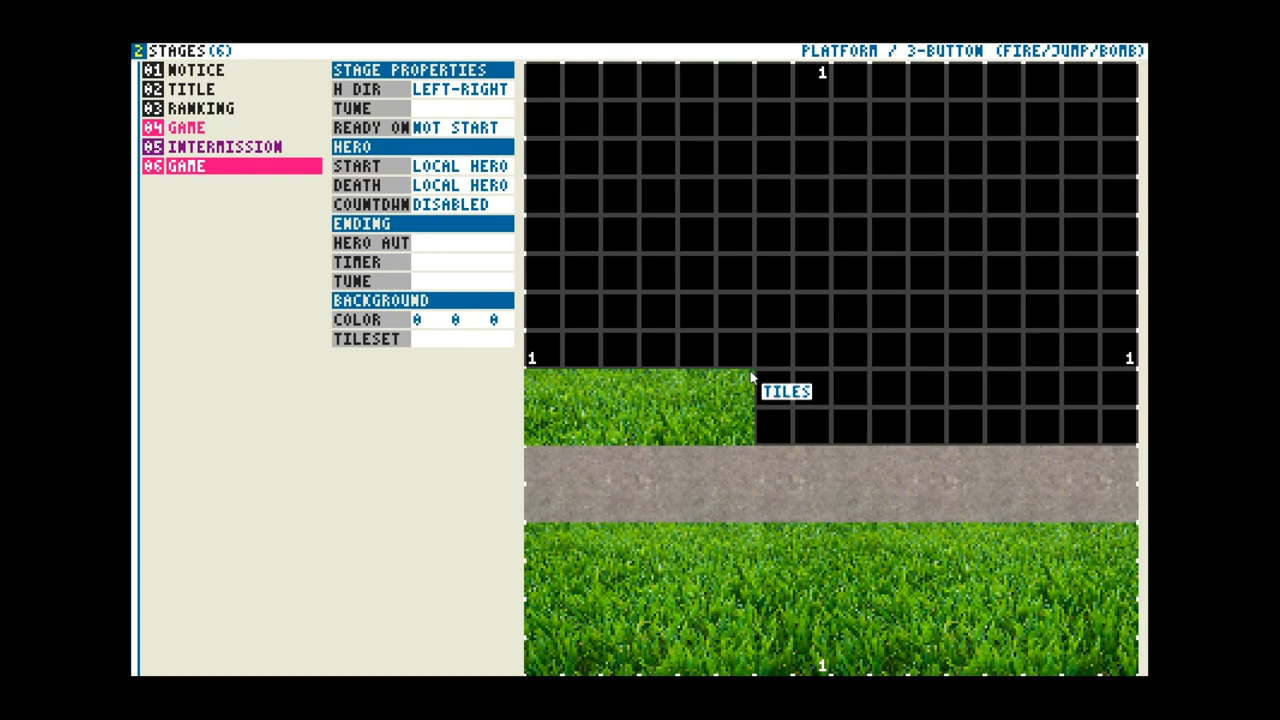 2 STAGES(6)
PLATFORM / 3-BUTTON (FIRE/JUMP/BOMB)
01 NOTICE
02 TITLE
03 RANKING
04 GAME
05 INTERMISSION
06 GAME
STAGE PROPERTIES
H DIR LEFT-RIGHT
TUNE
READY ON NOT START
HERO
START LOCAL HERO
DEATH LOCAL HERO
COUNTDWN DISABLED
ENDING
HERO AUT
TIMER
TUNE
BACKGROUND
COLOR 0 0 0
TILESET
1
1
1
TILES
1